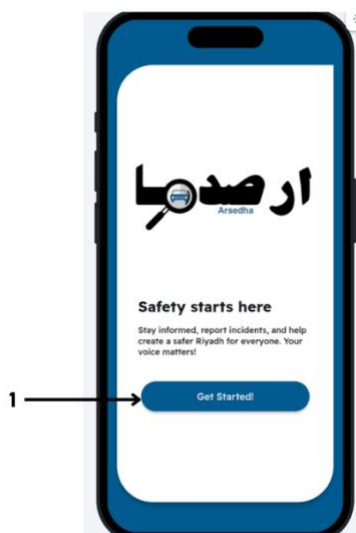 ارصدها
Arsedha
Safety starts here
Stay informed, report incidents, and help
create a safer Riyadh for everyone. Your
voice matters!
1
Get Started!